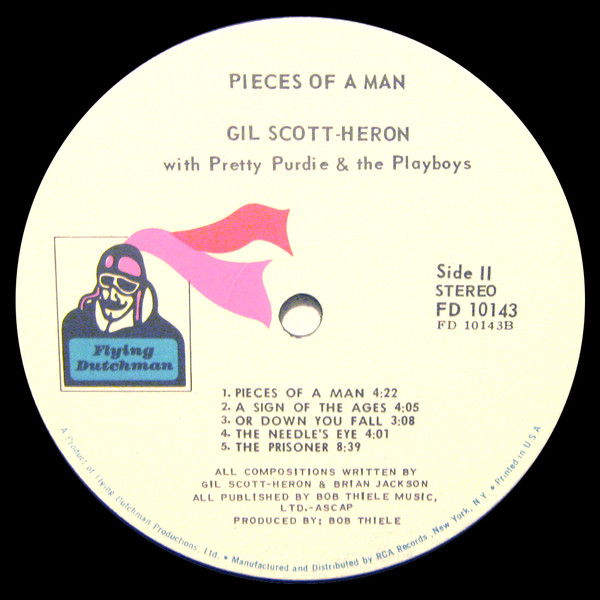 PIECES OF A MAN
GIL SCOTT-HERON
with Pretty Purdie & the Playboys
Side II
STEREO
FD 10143
FD 10143B
Flying
Dutchman
1. PIECES OF A MAN 4:22
2. A SIGN OF THE AGES 4:05
3. OR DOWN YOU FALL 3:08
4. THE NEEDLE'S EYE 4:01
5. THE PRISONER 8:39
ALL COMPOSITIONS WRITTEN BY
GIL SCOTT-HERON & BRIAN JACKSON
ALL PUBLISHED BY BOB THIELE MUSIC,
LTD.-ASCAP
PRODUCED BY; BOB THIELE
A Product of Flying Dutchman Productions, Ltd. • Manufactured and Distributed by RCA Records, New York, N.Y. • Printed in U.S.A